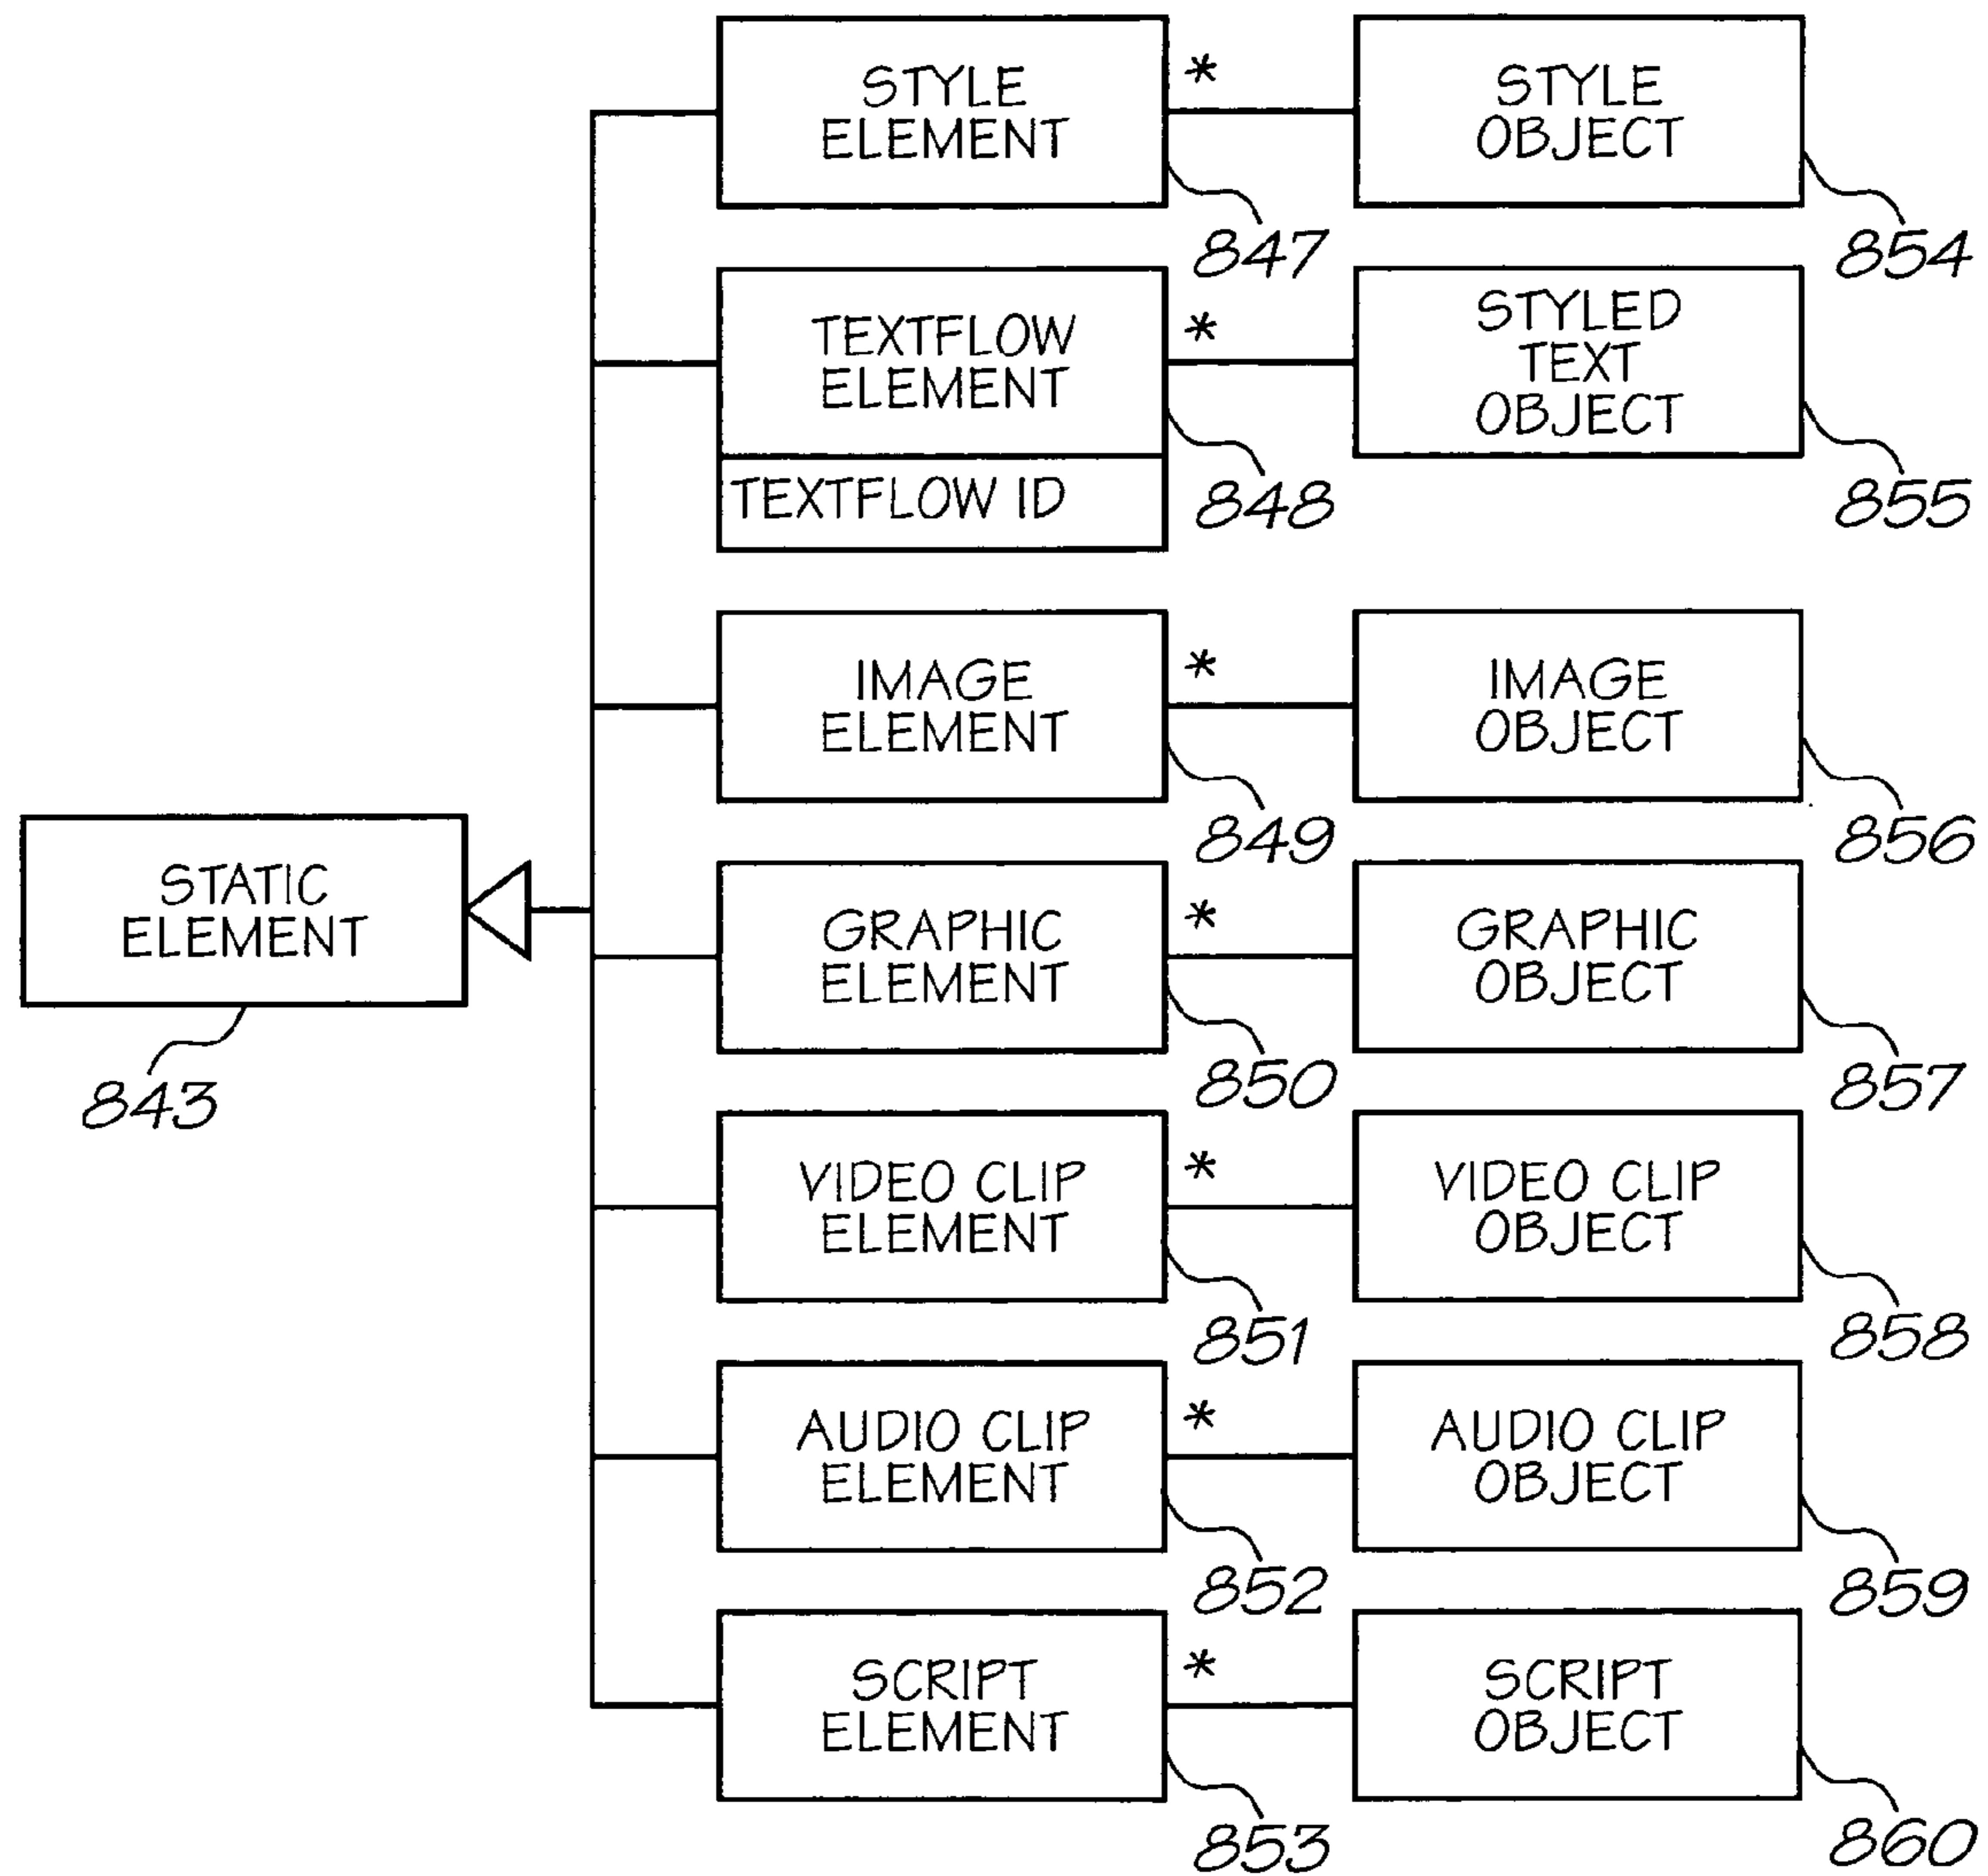 STYLE
ELEMENT
*
STYLE
OBJECT
847
854
TEXTFLOW
ELEMENT
TEXTFLOW ID
*
STYLED
TEXT
OBJECT
848
855
IMAGE
ELEMENT
*
IMAGE
OBJECT
849
856
STATIC
ELEMENT
843
GRAPHIC
ELEMENT
*
GRAPHIC
OBJECT
850
857
VIDEO CLIP
ELEMENT
*
VIDEO CLIP
OBJECT
851
858
AUDIO CLIP
ELEMENT
*
AUDIO CLIP
OBJECT
852
859
SCRIPT
ELEMENT
*
SCRIPT
OBJECT
853
860